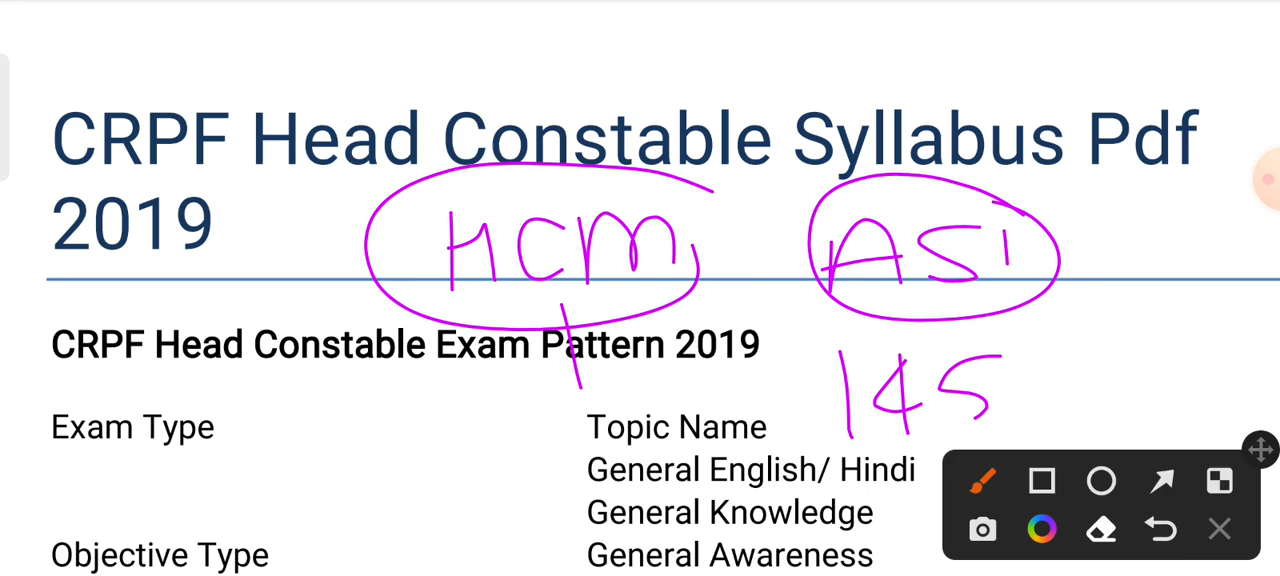 CRPF Head Constable Syllabus Pdf
2019
HCM
ASI
CRPF Head Constable Exam Pattern 2019
145
Exam Type
Topic Name
General English/ Hindi
General Knowledge
Objective Type
General Awareness